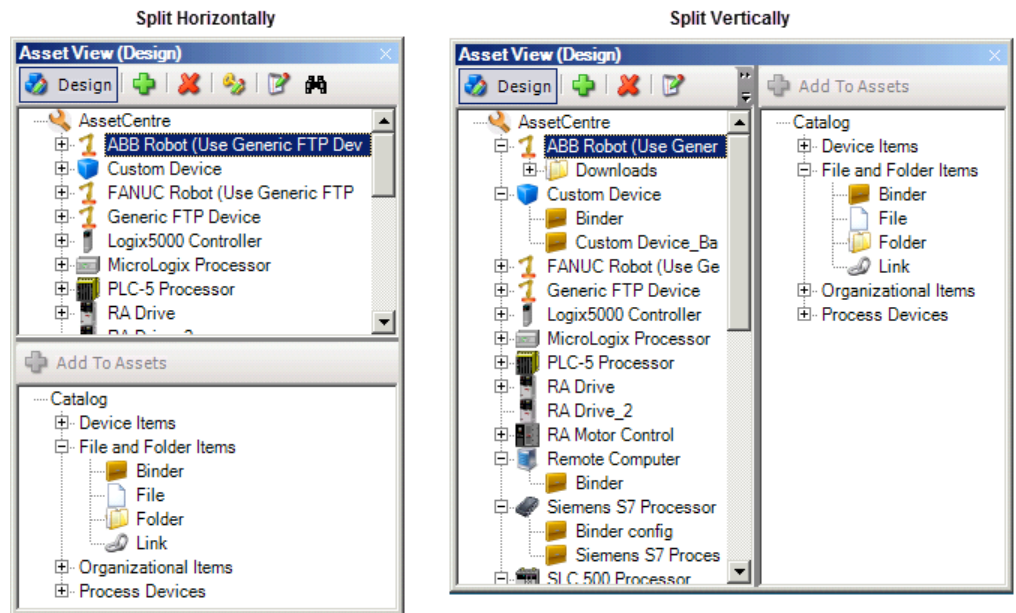 Split Horizontally
Asset View (Design)
Design
AssetCentre
ABB Robot (Use Generic FTP Dev
Custom Device
FANUC Robot (Use Generic FTP
Generic FTP Device
Logix5000 Controller
MicroLogix Processor
PLC-5 Processor
RA Drive
RA Drive_2
Add To Assets
Catalog
Device Items
File and Folder Items
Binder
File
Folder
Link
Organizational Items
Process Devices
Split Vertically
Asset View (Design)
Design
AssetCentre
ABB Robot (Use Gener
Downloads
Custom Device
Binder
Custom Device_Ba
FANUC Robot (Use Ge
Generic FTP Device
Logix5000 Controller
MicroLogix Processor
PLC-5 Processor
RA Drive
RA Drive_2
RA Motor Control
Remote Computer
Binder
Siemens S7 Processor
Binder config
Siemens S7 Proces
SLC 500 Processor
Add To Assets
Catalog
Device Items
File and Folder Items
Binder
File
Folder
Link
Organizational Items
Process Devices